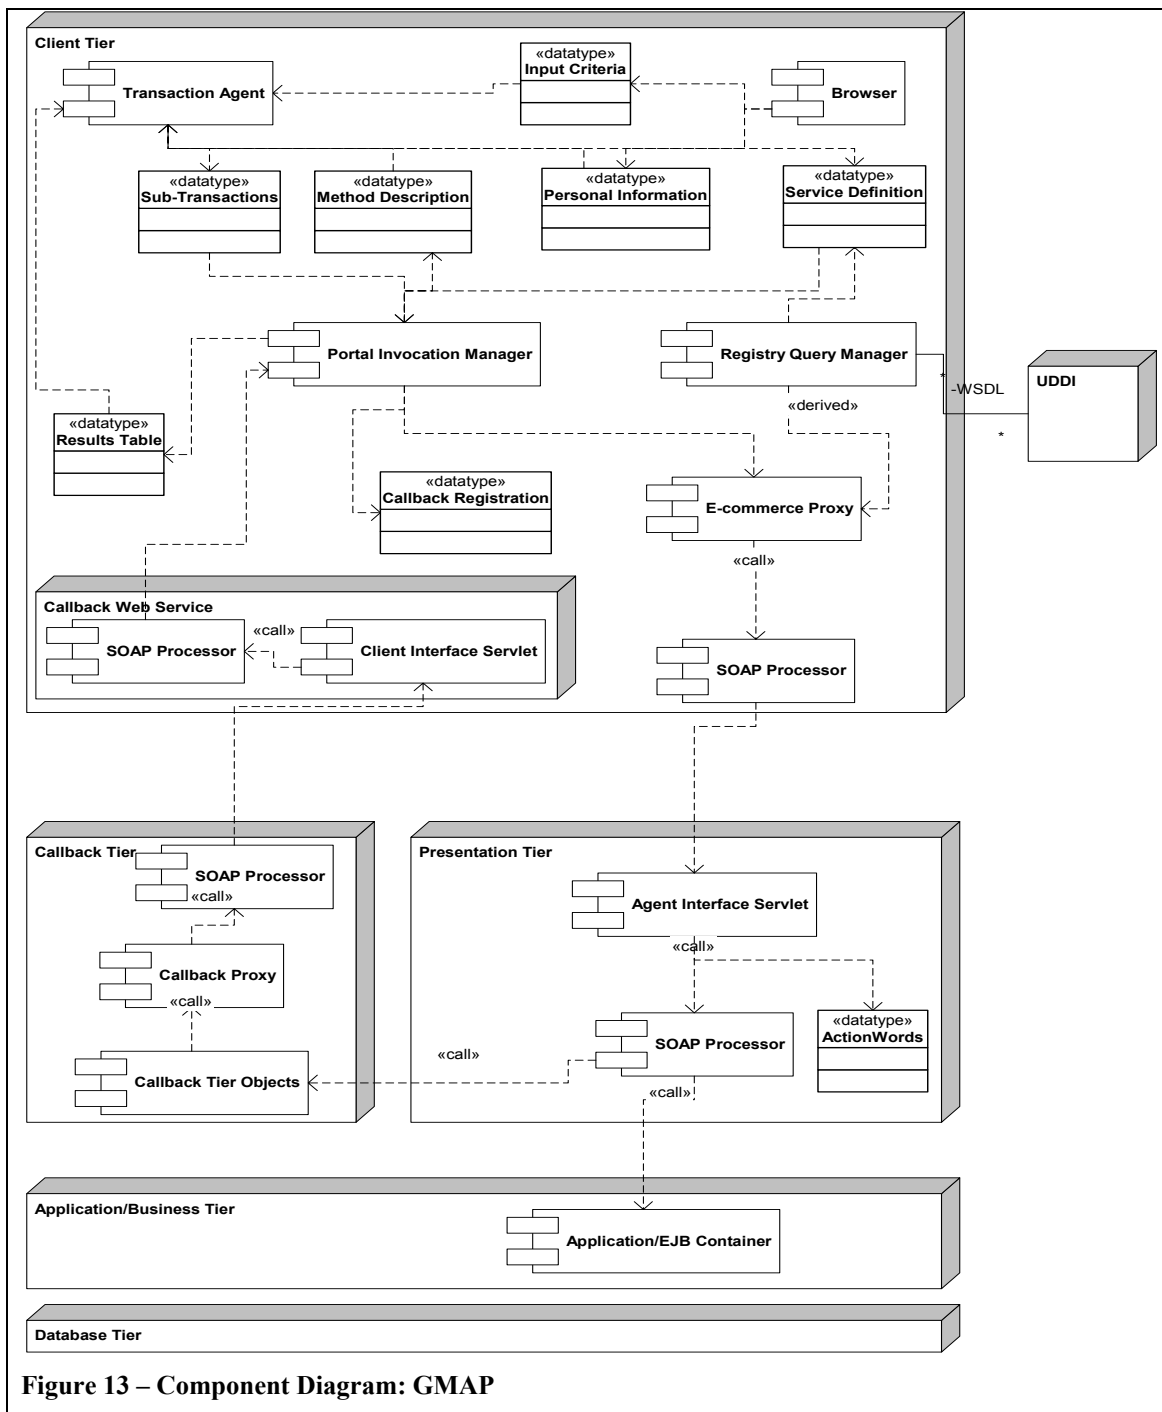 Client Tier
«datatype»
Input Criteria
Transaction Agent
Browser
«datatype»
Sub-Transactions
«datatype»
Method Description
«datatype»
Personal Information
«datatype»
Service Definition
Portal Invocation Manager
Registry Query Manager
UDDI
*
-WSDL
*
«derived»
«datatype»
Results Table
«datatype»
Callback Registration
E-commerce Proxy
«call»
Callback Web Service
SOAP Processor
«call»
Client Interface Servlet
SOAP Processor
Callback Tier
SOAP Processor
«call»
Callback Proxy
«call»
Callback Tier Objects
Presentation Tier
Agent Interface Servlet
«call»
SOAP Processor
«datatype»
ActionWords
«call»
«call»
Application/Business Tier
Application/EJB Container
Database Tier
Figure 13 – Component Diagram: GMAP